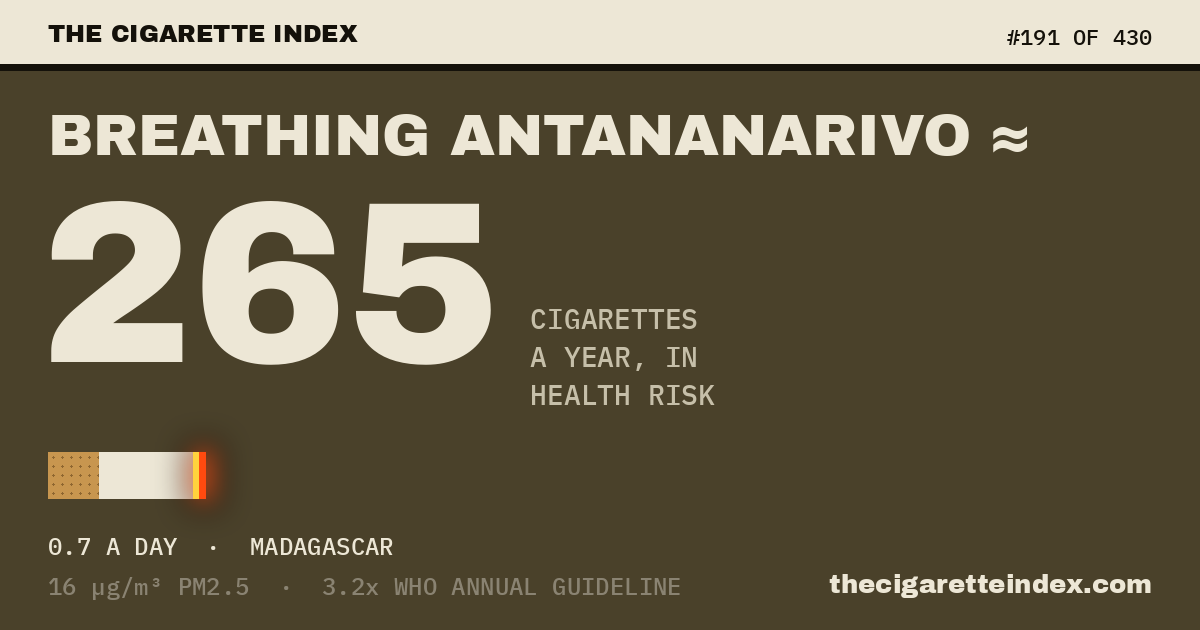 THE CIGARETTE INDEX
#191 OF 430
BREATHING ANTANANARIVO ≈
265
CIGARETTES
A YEAR, IN
HEALTH RISK
0.7 A DAY · MADAGASCAR
16 µg/m³ PM2.5 · 3.2x WHO ANNUAL GUIDELINE
thecigaretteindex.com